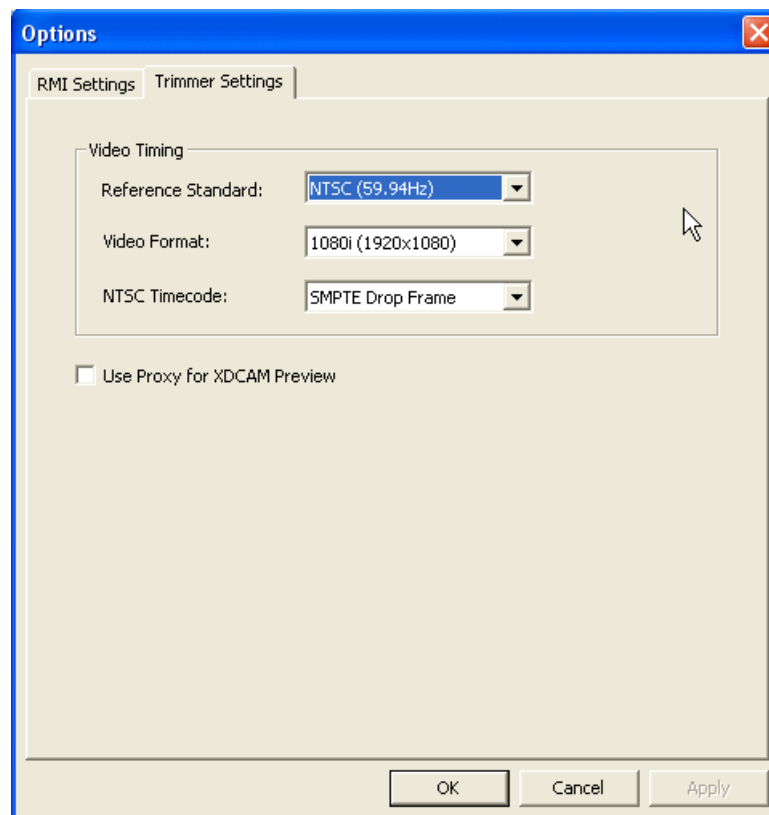 Options
RMI Settings
Trimmer Settings
Video Timing
Reference Standard:
NTSC (59.94Hz)
Video Format:
1080i (1920x1080)
NTSC Timecode:
SMPTE Drop Frame
Use Proxy for XDCAM Preview
OK
Cancel
Apply